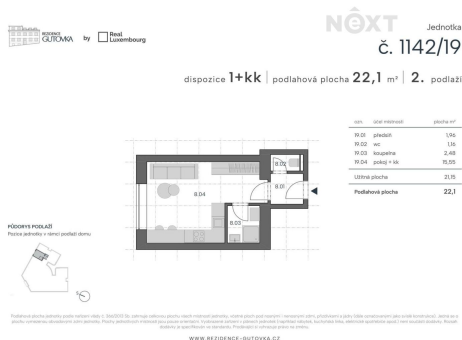 NEXT
REZIDENCE
GUTOVKA
by
Real
Luxembourg
Jednotka
č. 1142/19
dispozice 1+kk | podlahová plocha 22,1 m² | 2. podlaží
ozn účel místnosti plocha m²
19.01 předsíň 1,96
19.02 wc 1,16
19.03 koupelna 2,48
19.04 pokoj + kk 15,55
Užitná plocha 21,15
Podlahová plocha 22,1
8.02
8.01
8.04
8.03
PŮDORYS PODLAŽÍ
Pozice jednotky v rámci podlaží domu
WWW.REZIDENCE-GUTOVKA.CZ